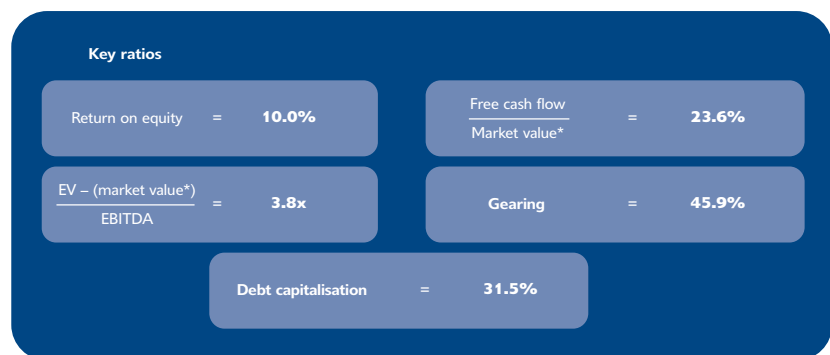 Key ratios
Return on equity = 10.0%
Free cash flow
Market value* = 23.6%
EV – (market value*)
EBITDA = 3.8x
Gearing = 45.9%
Debt capitalisation = 31.5%